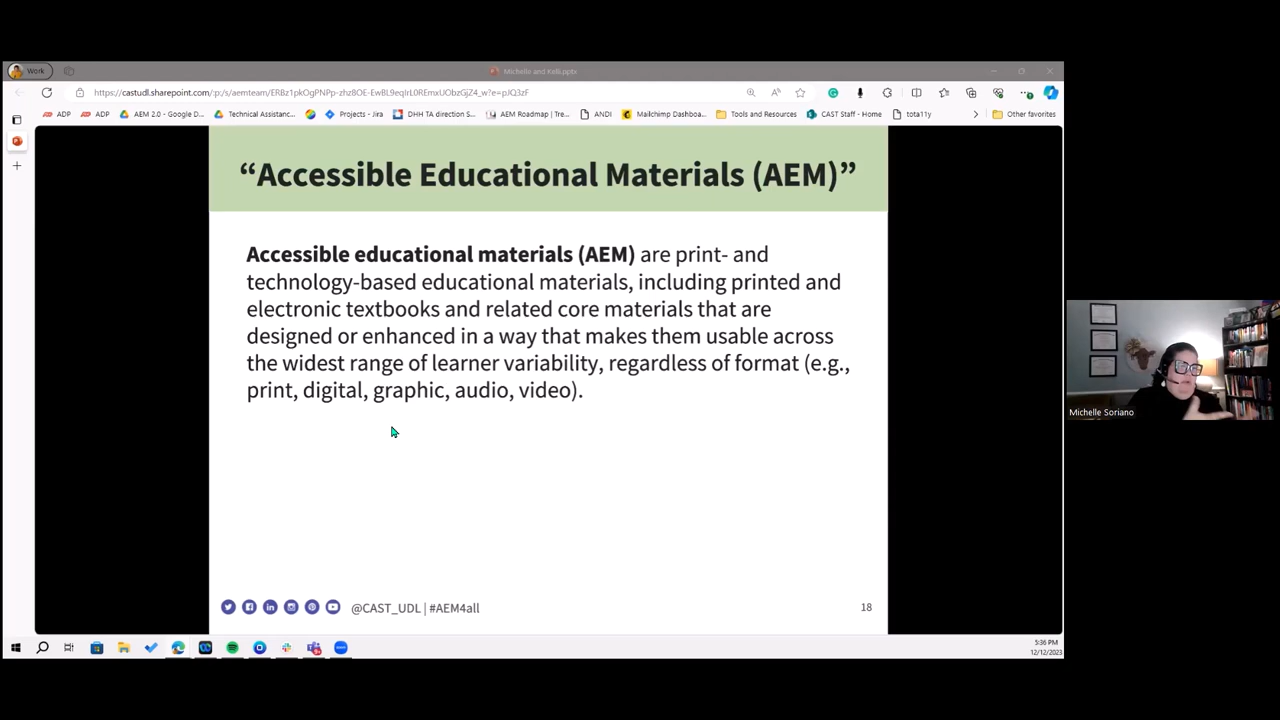 Work
Michelle and Kelli.pptx
https://castudl.sharepoint.com/:p:/s/aemteam/ERBz1pkOgPNPp-zhz8OE-EwBL9eqIrL0REmxUObzGjZ4_w?e=pJQ3zF
ADP ADP AEM 2.0 - Google D... Technical Assistanc... Projects - Jira DHH TA direction S... AEM Roadmap | Tre... ANDI Mailchimp Dashboa... Tools and Resources CAST Staff - Home tota11y Other favorites
“Accessible Educational Materials (AEM)”
Accessible educational materials (AEM) are print- and
technology-based educational materials, including printed and
electronic textbooks and related core materials that are
designed or enhanced in a way that makes them usable across
the widest range of learner variability, regardless of format (e.g.,
print, digital, graphic, audio, video).
Michelle Soriano
@CAST_UDL | #AEM4all
18
5:36 PM
12/12/2023